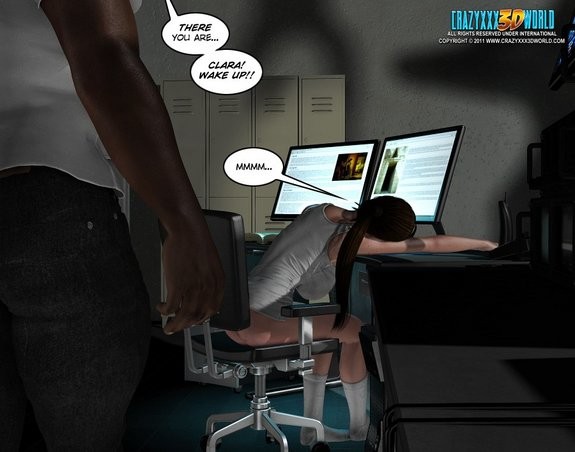 CRAZYXXX3DWORLD
ALL RIGHTS RESERVED UNDER INTERNATIONAL
COPYRIGHT © 2011 WWW.CRAZYXXX3DWORLD.COM
THERE
YOU ARE...
CLARA!
WAKE UP!!
MMMM...